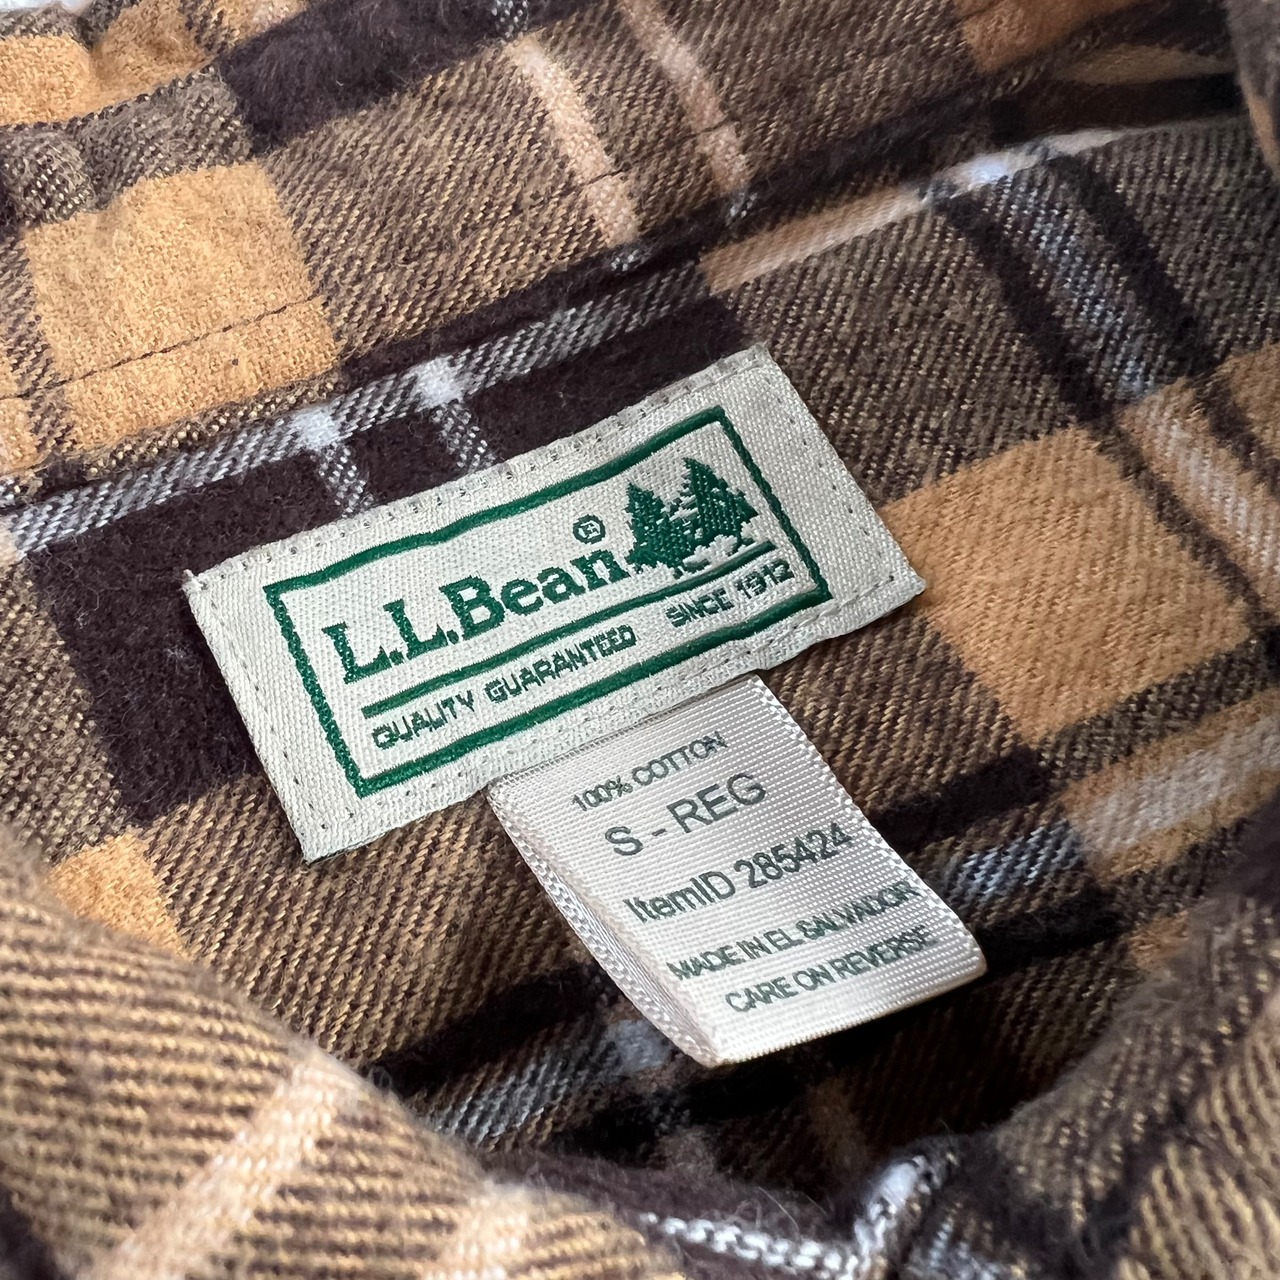 L.L.Bean®
QUALITY GUARANTEED SINCE 1912
100% COTTON
S - REG
ItemID 285424
MADE IN EL SALVADOR
CARE ON REVERSE